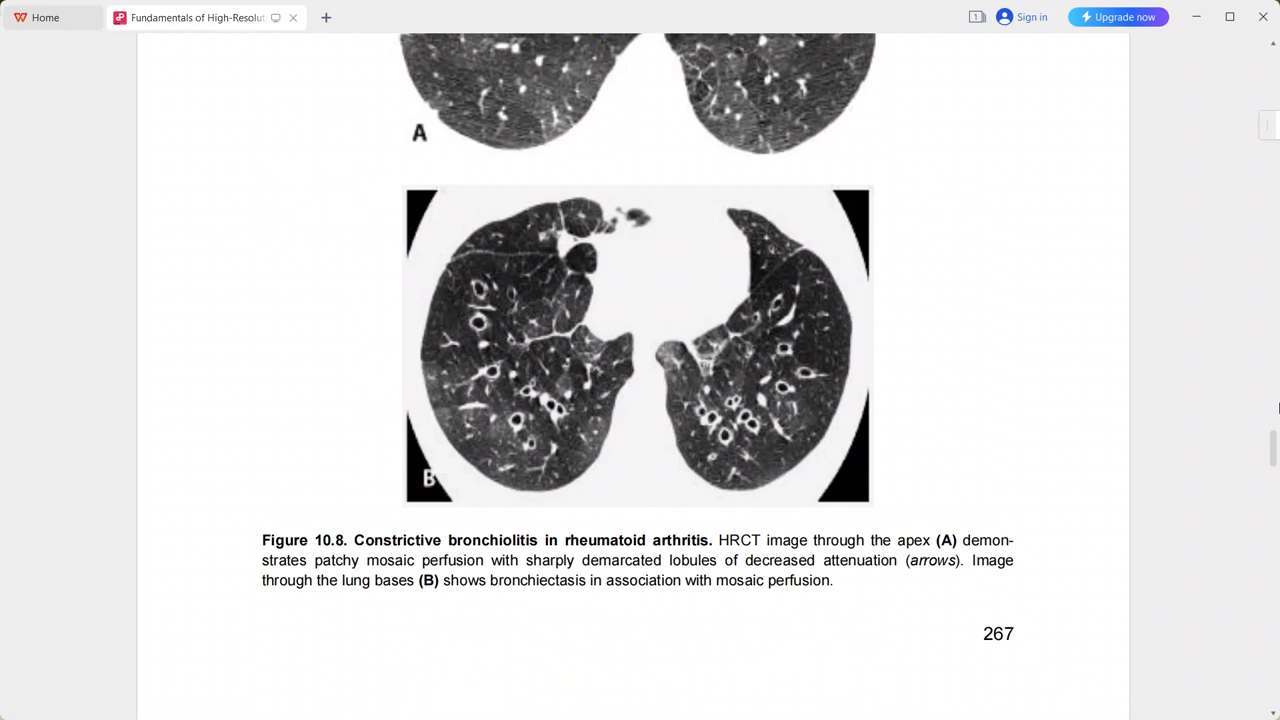 Home
Fundamentals of High-Resolut
1
Sign in
Upgrade now
A
B
Figure 10.8. Constrictive bronchiolitis in rheumatoid arthritis. HRCT image through the apex (A) demon-
strates patchy mosaic perfusion with sharply demarcated lobules of decreased attenuation (arrows). Image
through the lung bases (B) shows bronchiectasis in association with mosaic perfusion.
267